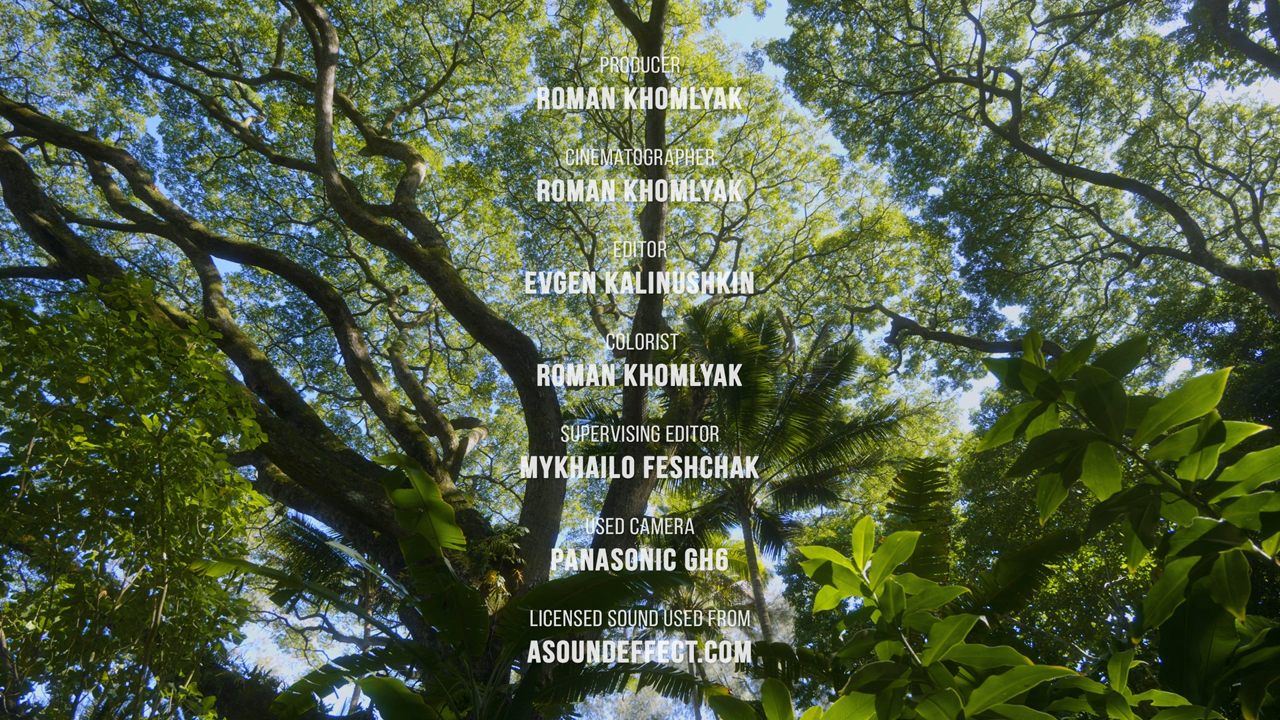 PRODUCER
ROMAN KHOMLYAK
CINEMATOGRAPHER
ROMAN KHOMLYAK
EDITOR
EVGEN KALINUSHKIN
COLORIST
ROMAN KHOMLYAK
SUPERVISING EDITOR
MYKHAILO FESHCHAK
USED CAMERA
PANASONIC GH6
LICENSED SOUND USED FROM
ASOUNDEFFECT.COM